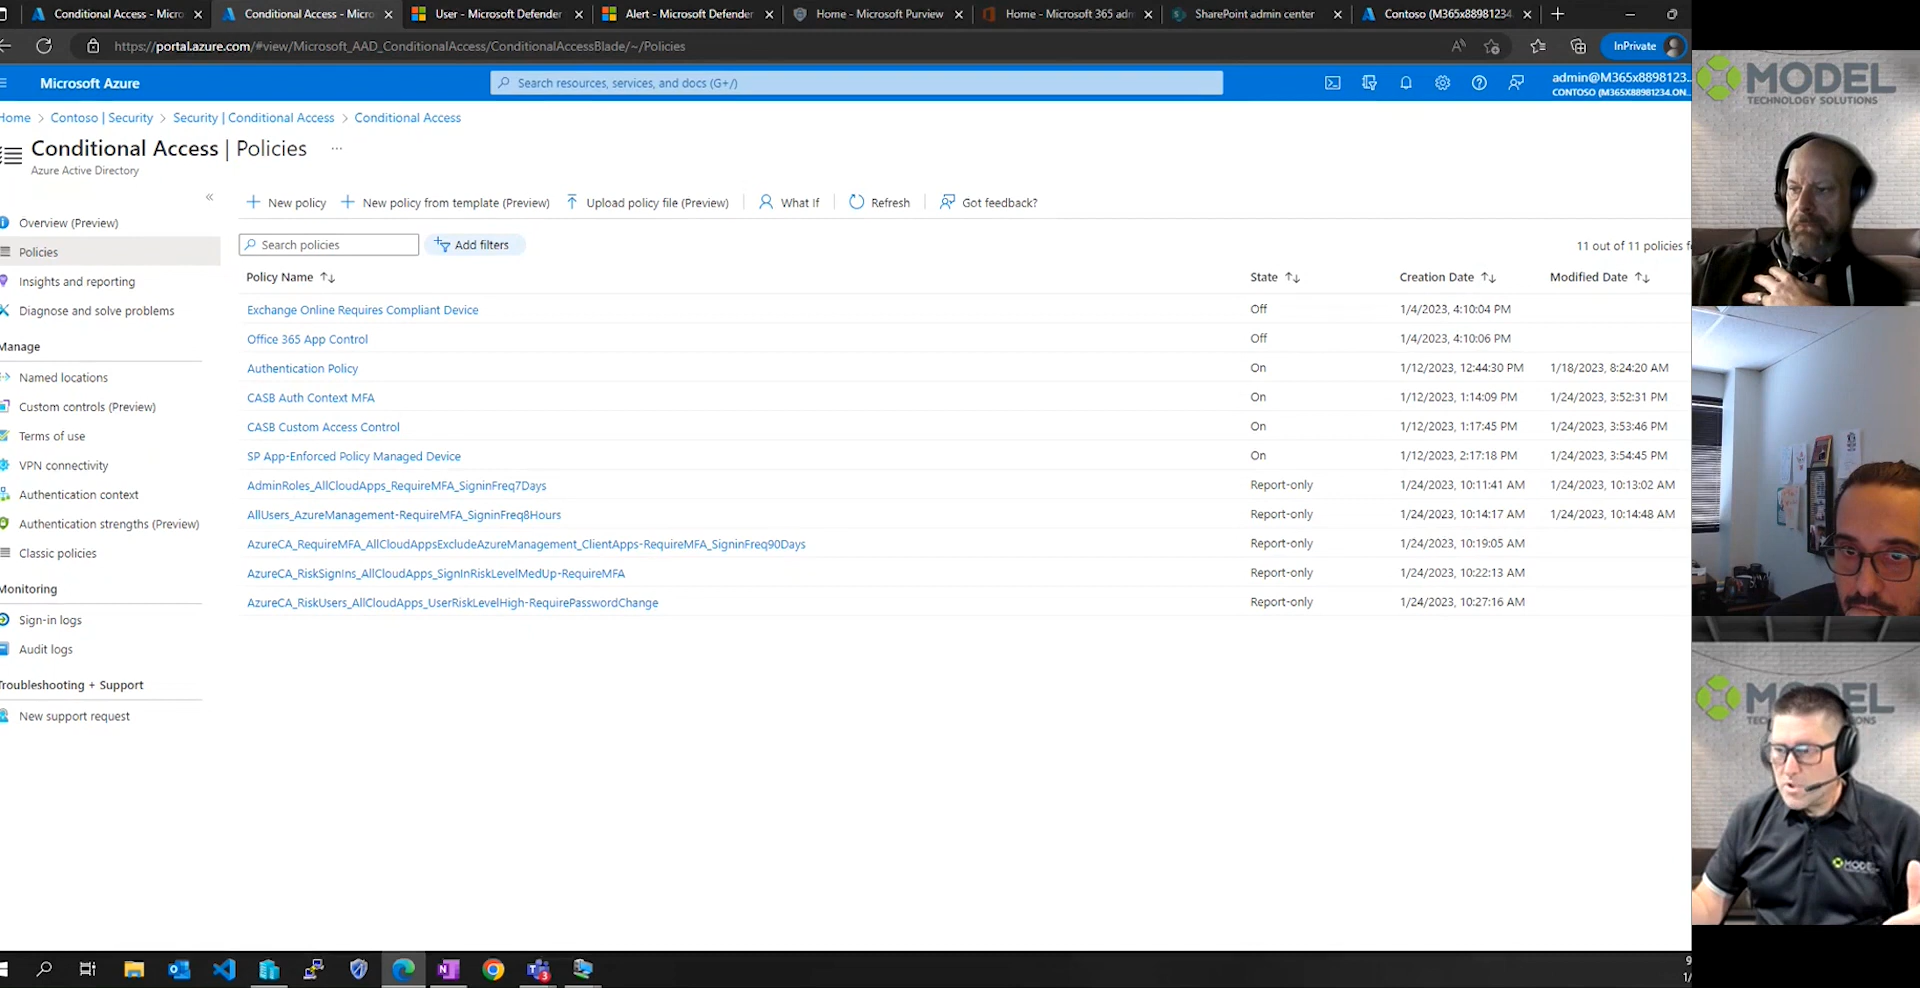 Conditional Access - Micro
Conditional Access - Micro
User - Microsoft Defender
Alert - Microsoft Defender
Home - Microsoft Purview
Home - Microsoft 365 adm
SharePoint admin center
Contoso (M365x88981234
https://portal.azure.com/#view/Microsoft_AAD_ConditionalAccess/ConditionalAccessBlade/~/Policies
InPrivate
Microsoft Azure
Search resources, services, and docs (G+/)
admin@M365x8898123...
CONTOSO (M365X88981234.ON...
Home > Contoso | Security > Security | Conditional Access > Conditional Access
Conditional Access | Policies ...
Azure Active Directory
«
Overview (Preview)
Policies
Insights and reporting
Diagnose and solve problems
Manage
Named locations
Custom controls (Preview)
Terms of use
VPN connectivity
Authentication context
Authentication strengths (Preview)
Classic policies
Monitoring
Sign-in logs
Audit logs
Troubleshooting + Support
New support request
New policy
New policy from template (Preview)
Upload policy file (Preview)
What If
Refresh
Got feedback?
Search policies
Add filters
11 out of 11 policies
Policy Name State Creation Date Modified Date
Exchange Online Requires Compliant Device Off 1/4/2023, 4:10:04 PM
Office 365 App Control Off 1/4/2023, 4:10:06 PM
Authentication Policy On 1/12/2023, 12:44:30 PM 1/18/2023, 8:24:20 AM
CASB Auth Context MFA On 1/12/2023, 1:14:09 PM 1/24/2023, 3:52:31 PM
CASB Custom Access Control On 1/12/2023, 1:17:45 PM 1/24/2023, 3:53:46 PM
SP App-Enforced Policy Managed Device On 1/12/2023, 2:17:18 PM 1/24/2023, 3:54:45 PM
AdminRoles_AllCloudApps_RequireMFA_SigninFreq7Days Report-only 1/24/2023, 10:11:41 AM 1/24/2023, 10:13:02 AM
AllUsers_AzureManagement-RequireMFA_SigninFreq8Hours Report-only 1/24/2023, 10:14:17 AM 1/24/2023, 10:14:48 AM
AzureCA_RequireMFA_AllCloudAppsExcludeAzureManagement_ClientApps-RequireMFA_SigninFreq90Days Report-only 1/24/2023, 10:19:05 AM
AzureCA_RiskSignIns_AllCloudApps_SignInRiskLevelMedUp-RequireMFA Report-only 1/24/2023, 10:22:13 AM
AzureCA_RiskUsers_AllCloudApps_UserRiskLevelHigh-RequirePasswordChange Report-only 1/24/2023, 10:27:16 AM
MODEL
TECHNOLOGY SOLUTIONS
MODEL